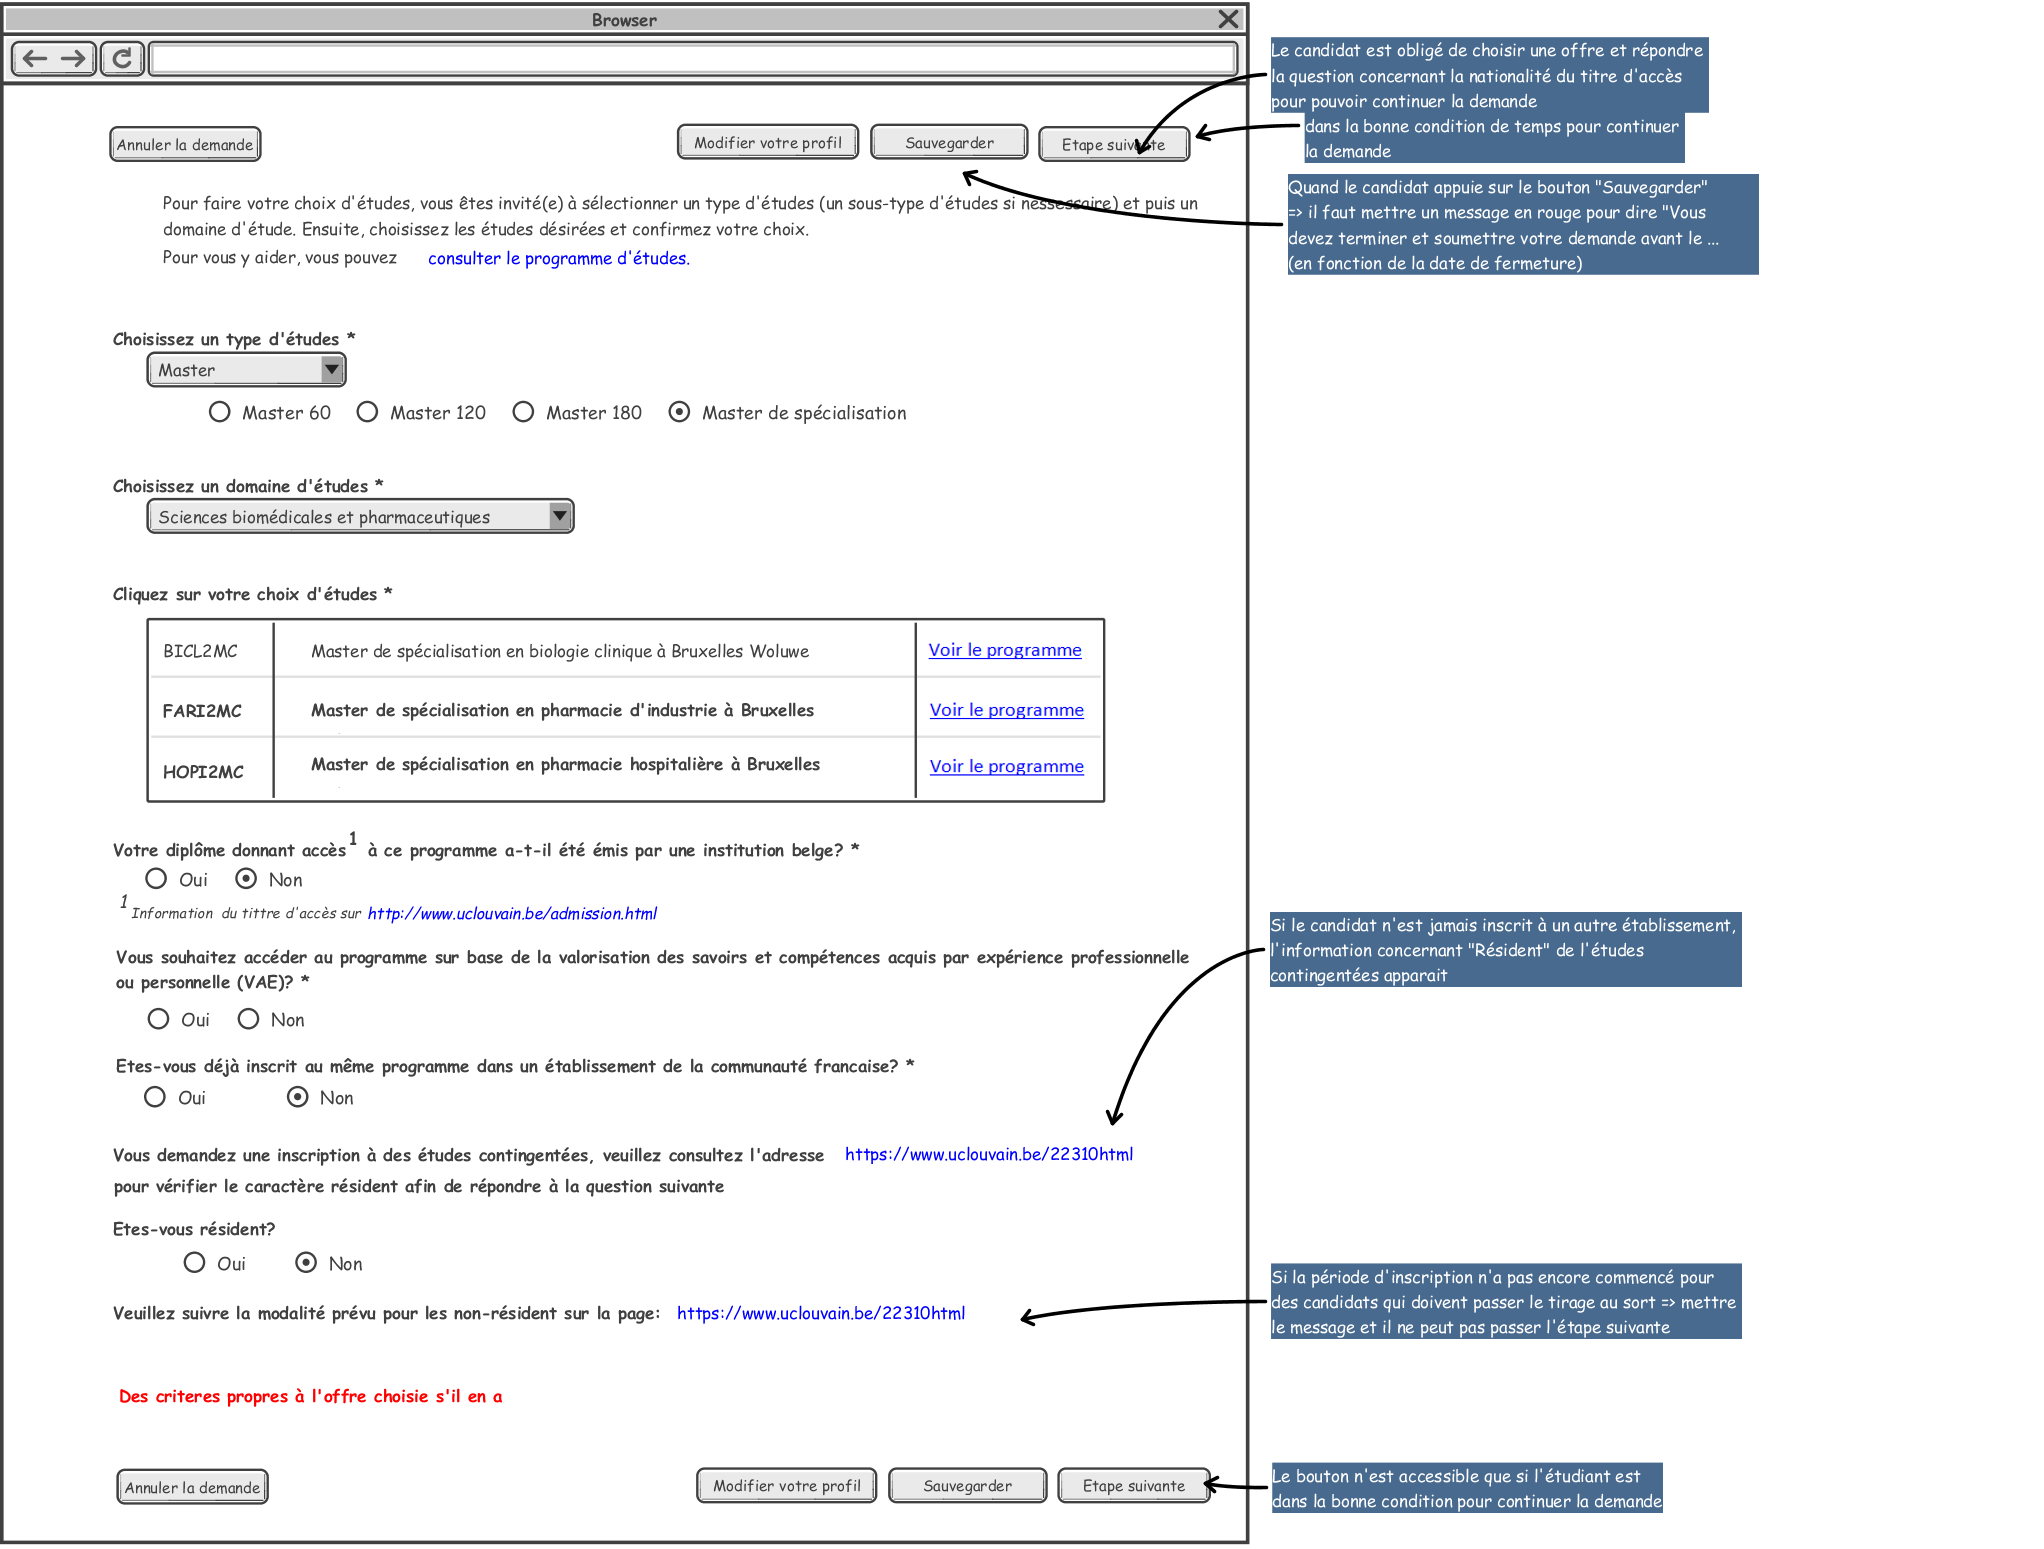 Browser
Annuler la demande
Modifier votre profil
Sauvegarder
Etape suivante
Pour faire votre choix d'études, vous êtes invité(e) à sélectionner un type d'études (un sous-type d'études si nessessaire) et puis un
domaine d'étude. Ensuite, choisissez les études désirées et confirmez votre choix.
Pour vous y aider, vous pouvez consulter le programme d'études.
Choisissez un type d'études *
Master
Master 60
Master 120
Master 180
Master de spécialisation
Choisissez un domaine d'études *
Sciences biomédicales et pharmaceutiques
Cliquez sur votre choix d'études *
BICL2MC Master de spécialisation en biologie clinique à Bruxelles Woluwe Voir le programme
FARI2MC Master de spécialisation en pharmacie d'industrie à Bruxelles Voir le programme
HOPI2MC Master de spécialisation en pharmacie hospitalière à Bruxelles Voir le programme
Votre diplôme donnant accès 1 à ce programme a-t-il été émis par une institution belge? *
Oui Non
1 Information du tittre d'accès sur http://www.uclouvain.be/admission.html
Vous souhaitez accéder au programme sur base de la valorisation des savoirs et compétences acquis par expérience professionnelle
ou personnelle (VAE)? *
Oui Non
Etes-vous déjà inscrit au même programme dans un établissement de la communauté francaise? *
Oui Non
Vous demandez une inscription à des études contingentées, veuillez consultez l'adresse https://www.uclouvain.be/22310html
pour vérifier le caractère résident afin de répondre à la question suivante
Etes-vous résident?
Oui Non
Veuillez suivre la modalité prévu pour les non-résident sur la page: https://www.uclouvain.be/22310html
Des criteres propres à l'offre choisie s'il en a
Annuler la demande
Modifier votre profil
Sauvegarder
Etape suivante
Le candidat est obligé de choisir une offre et répondre
la question concernant la nationalité du titre d'accès
pour pouvoir continuer la demande
dans la bonne condition de temps pour continuer
la demande
Quand le candidat appuie sur le bouton "Sauvegarder"
=> il faut mettre un message en rouge pour dire "Vous
devez terminer et soumettre votre demande avant le ...
(en fonction de la date de fermeture)
Si le candidat n'est jamais inscrit à un autre établissement,
l'information concernant "Résident" de l'études
contingentées apparait
Si la période d'inscription n'a pas encore commencé pour
des candidats qui doivent passer le tirage au sort => mettre
le message et il ne peut pas passer l'étape suivante
Le bouton n'est accessible que si l'étudiant est
dans la bonne condition pour continuer la demande